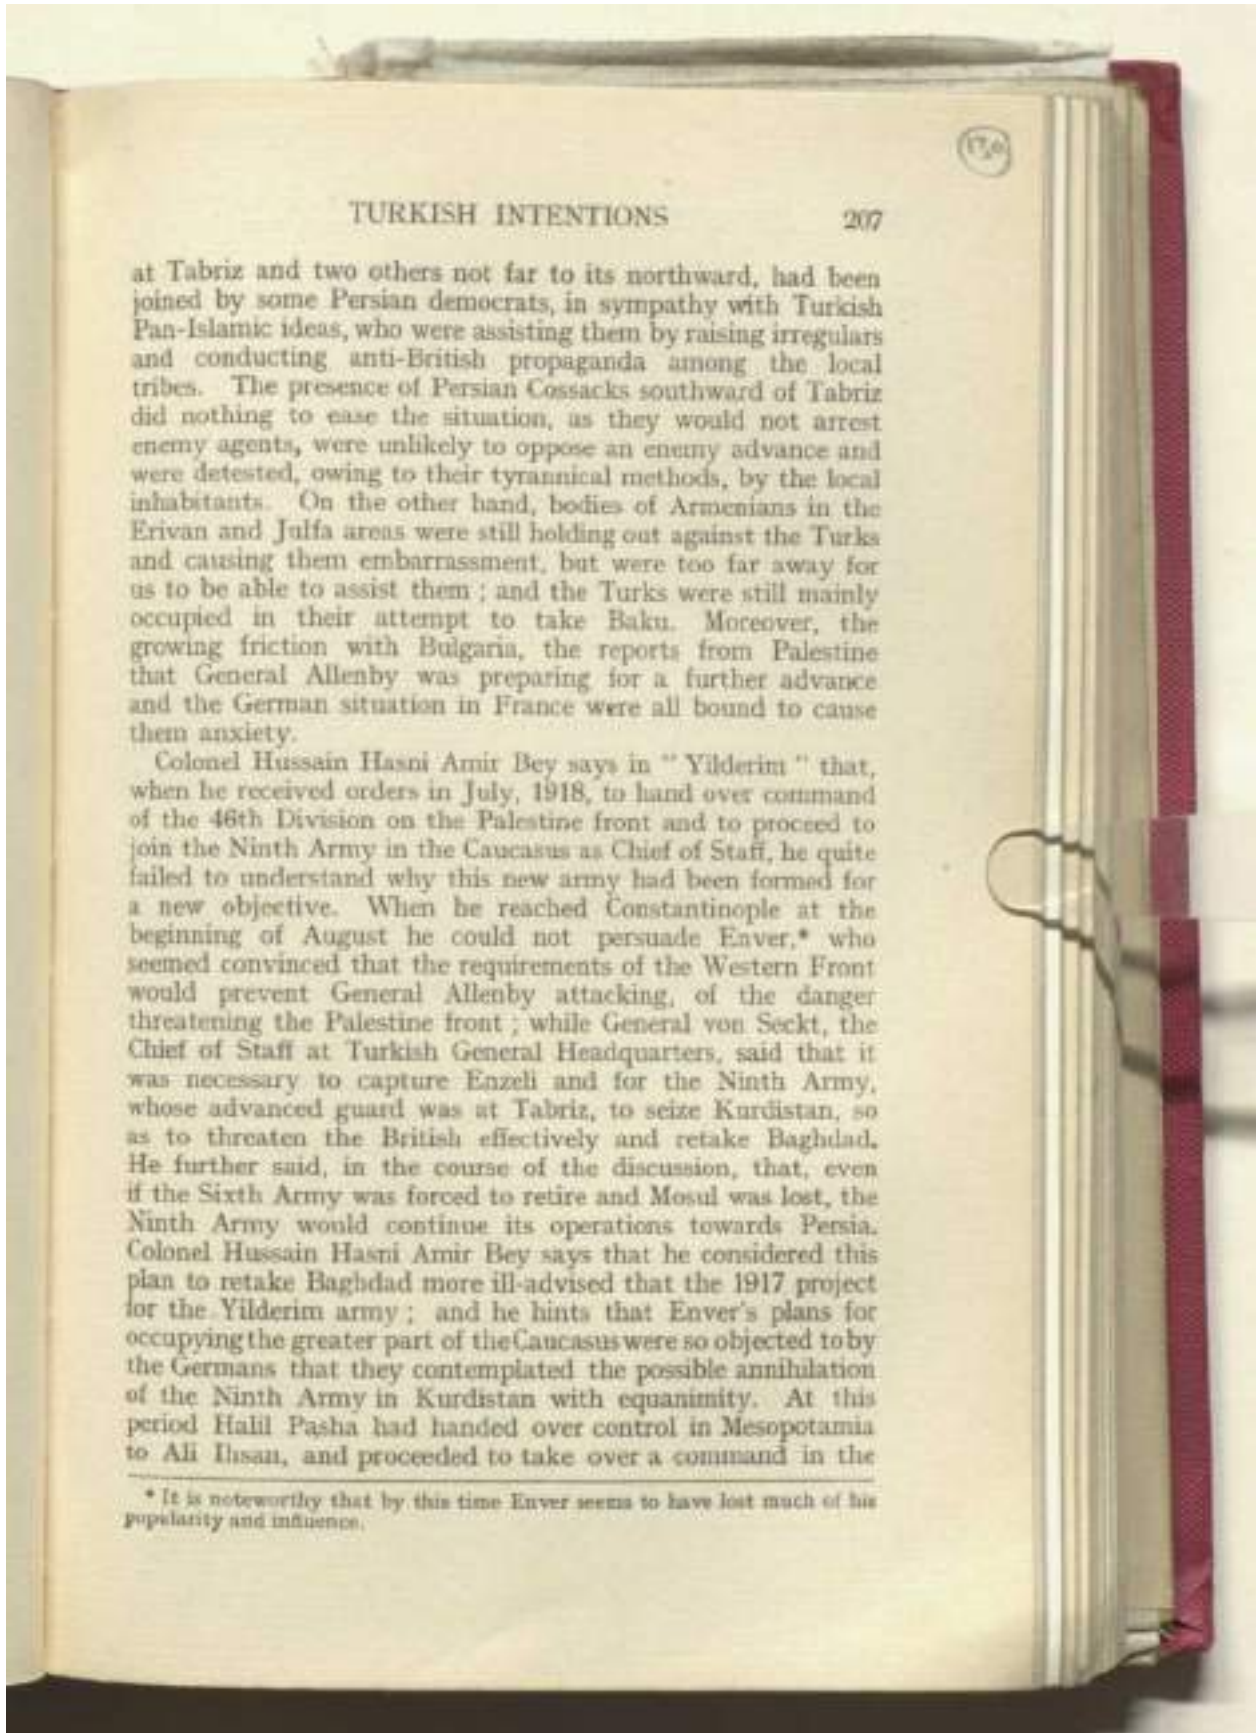 TURKISH INTENTIONS 207
at Tabriz and two others not far to its northward, had been
joined by some Persian democrats, in sympathy with Turkish
Pan-Islamic ideas, who were assisting them by raising irregulars
and conducting anti-British propaganda among the local
tribes. The presence of Persian Cossacks southward of Tabriz
did nothing to ease the situation, as they would not arrest
enemy agents, were unlikely to oppose an enemy advance and
were detested, owing to their tyrannical methods, by the local
inhabitants. On the other hand, bodies of Armenians in the
Erivan and Julfa areas were still holding out against the Turks
and causing them embarrassment, but were too far away for
us to be able to assist them ; and the Turks were still mainly
occupied in their attempt to take Baku. Moreover, the
growing friction with Bulgaria, the reports from Palestine
that General Allenby was preparing for a further advance
and the German situation in France were all bound to cause
them anxiety.
Colonel Hussain Hasni Amir Bey says in " Yilderim " that,
when he received orders in July, 1918, to hand over command
of the 46th Division on the Palestine front and to proceed to
join the Ninth Army in the Caucasus as Chief of Staff, he quite
failed to understand why this new army had been formed for
a new objective. When he reached Constantinople at the
beginning of August he could not persuade Enver,* who
seemed convinced that the requirements of the Western Front
would prevent General Allenby attacking, of the danger
threatening the Palestine front ; while General von Seckt, the
Chief of Staff at Turkish General Headquarters, said that it
was necessary to capture Enzeli and for the Ninth Army,
whose advanced guard was at Tabriz, to seize Kurdistan, so
as to threaten the British effectively and retake Baghdad.
He further said, in the course of the discussion, that, even
if the Sixth Army was forced to retire and Mosul was lost, the
Ninth Army would continue its operations towards Persia.
Colonel Hussain Hasni Amir Bey says that he considered this
plan to retake Baghdad more ill-advised that the 1917 project
for the Yilderim army ; and he hints that Enver's plans for
occupying the greater part of the Caucasus were so objected to by
the Germans that they contemplated the possible annihilation
of the Ninth Army in Kurdistan with equanimity. At this
period Halil Pasha had handed over control in Mesopotamia
to Ali Ihsan, and proceeded to take over a command in the
* It is noteworthy that by this time Enver seems to have lost much of his
popularity and influence.